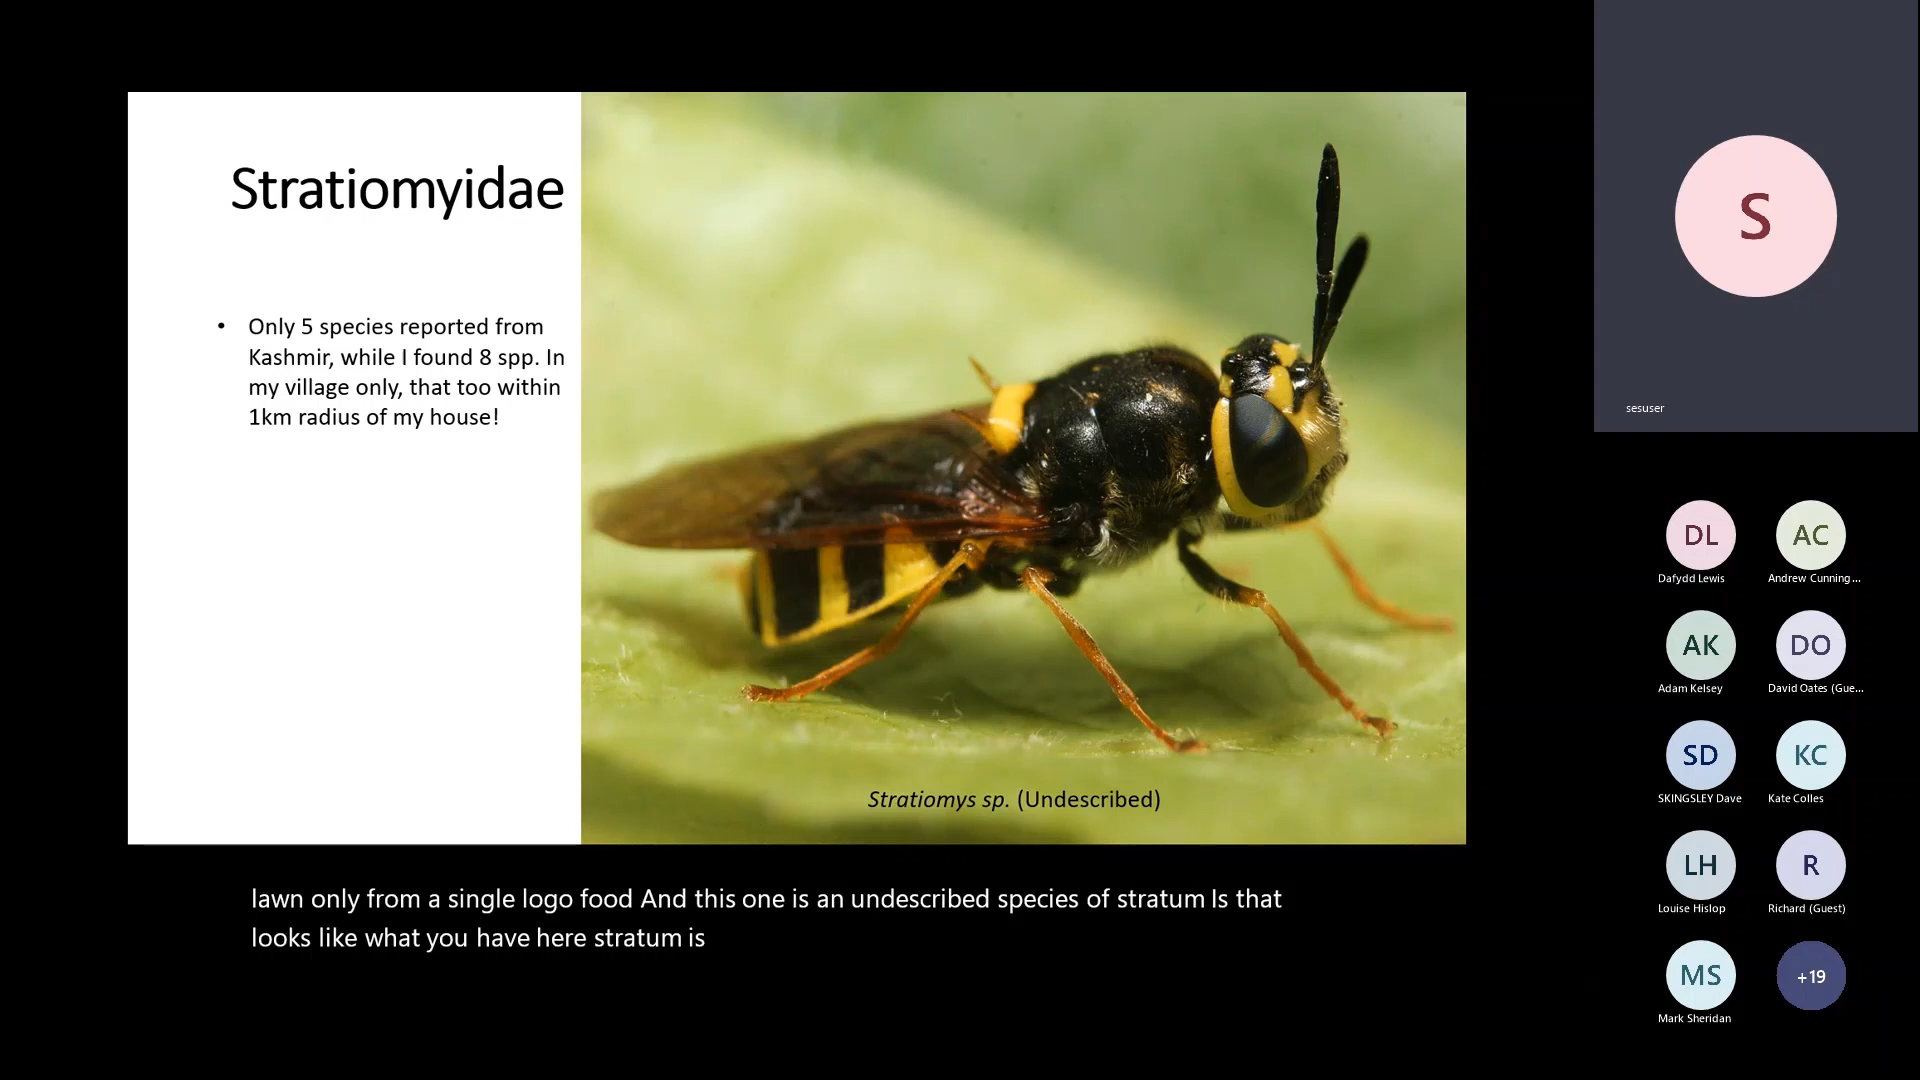 Stratiomyidae
• Only 5 species reported from
Kashmir, while I found 8 spp. In
my village only, that too within
1km radius of my house!
Stratiomys sp. (Undescribed)
lawn only from a single logo food And this one is an undescribed species of stratum Is that
looks like what you have here stratum is
S
sesuser
DL
Dafydd Lewis
AC
Andrew Cunning...
AK
Adam Kelsey
DO
David Oates (Gue...
SD
SKINGSLEY Dave
KC
Kate Colles
LH
Louise Hislop
R
Richard (Guest)
MS
Mark Sheridan
+19